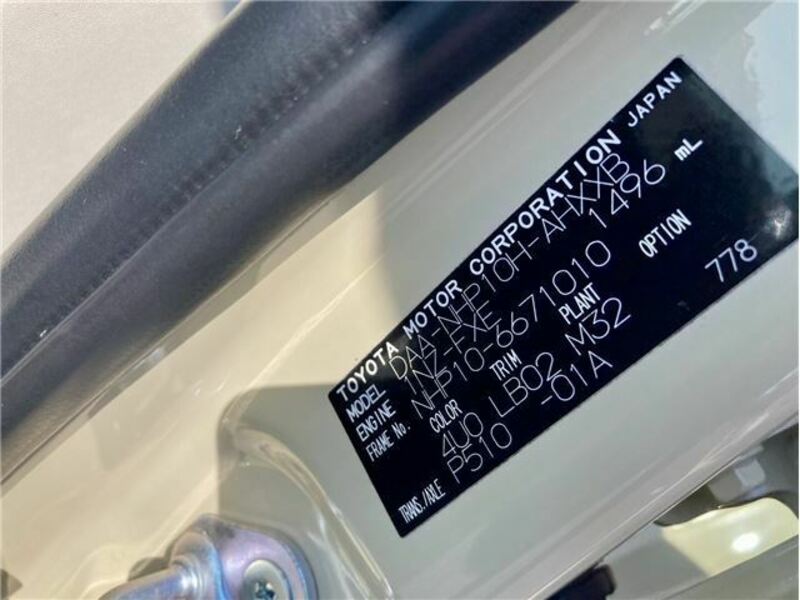 TOYOTA MOTOR CORPORATION JAPAN
MODEL DAA-NHP10H-AHXXB
ENGINE 1NZ-FXE 1496 mL
FRAME No. NHP10-6671010
COLOR TRIM PLANT OPTION
4U0 LB02 M32
TRANS./AXLE P510 -01A 778